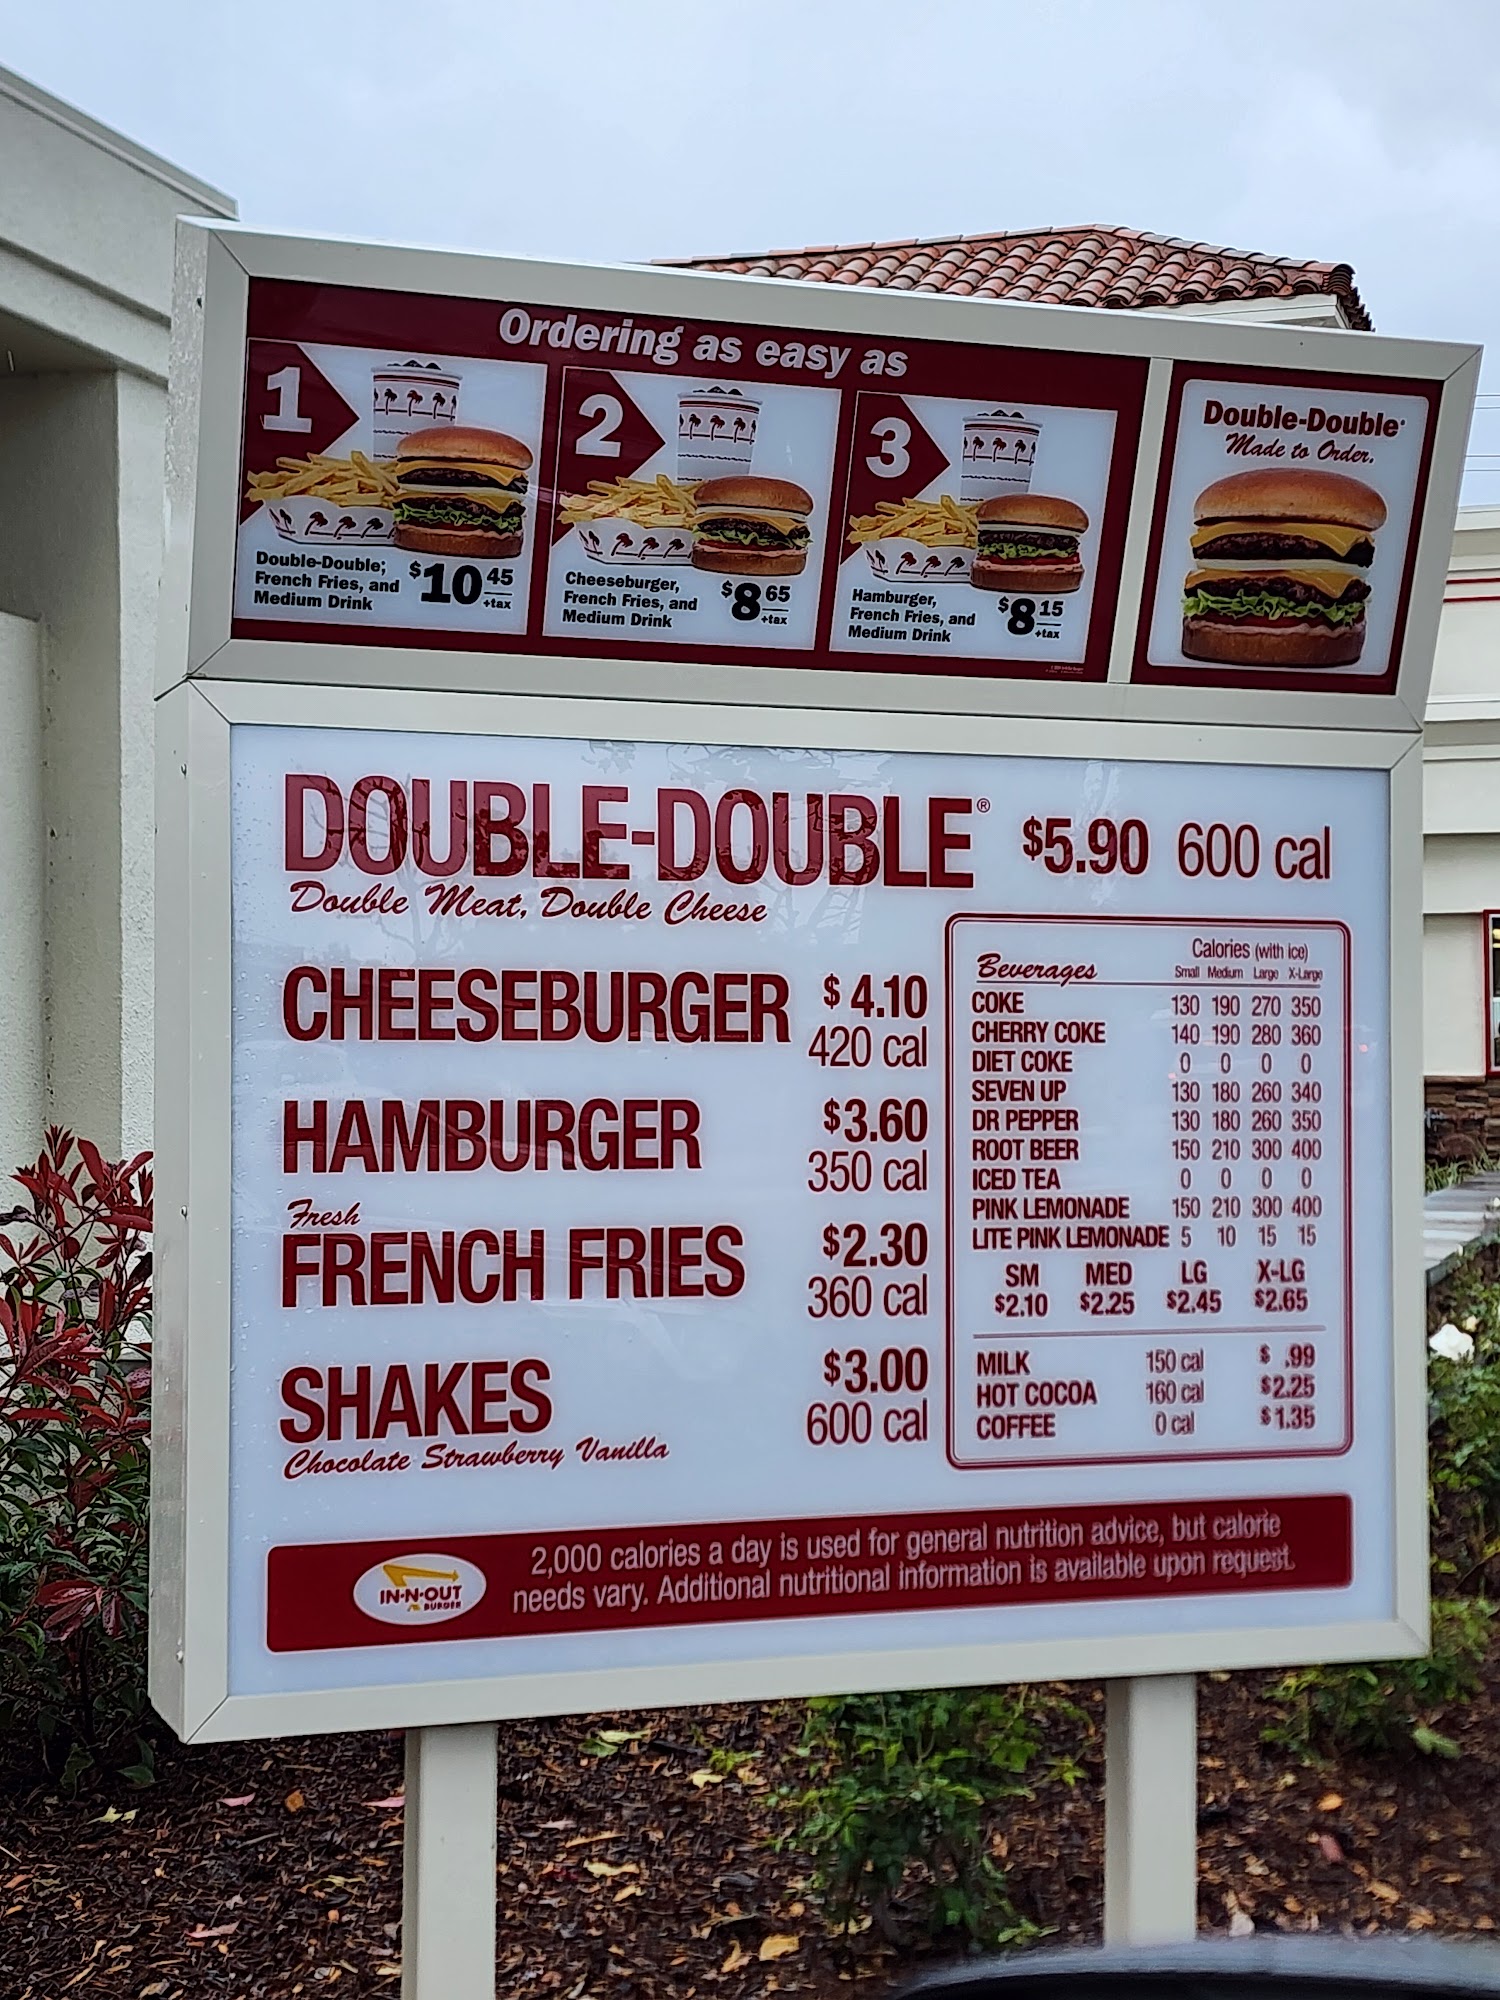 Ordering as easy as
1
Double-Double,
French Fries, and
Medium Drink
$10 45
+tax
2
Cheeseburger,
French Fries, and
Medium Drink
$8 65
+tax
3
Hamburger,
French Fries, and
Medium Drink
$8 15
+tax
Double-Double®
Made to Order.
DOUBLE-DOUBLE® $5.90 600 cal
Double Meat, Double Cheese
CHEESEBURGER $4.10
420 cal
HAMBURGER $3.60
350 cal
Fresh
FRENCH FRIES $2.30
360 cal
SHAKES $3.00
600 cal
Chocolate Strawberry Vanilla
Calories (with ice)
Beverages Small Medium Large X-Large
COKE 130 190 270 350
CHERRY COKE 140 190 280 360
DIET COKE 0 0 0 0
SEVEN UP 130 180 260 340
DR PEPPER 130 180 260 350
ROOT BEER 150 210 300 400
ICED TEA 0 0 0 0
PINK LEMONADE 150 210 300 400
LITE PINK LEMONADE 5 10 15 15
SM MED LG X-LG
$2.10 $2.25 $2.45 $2.65
MILK 150 cal $ .99
HOT COCOA 160 cal $2.25
COFFEE 0 cal $1.35
IN-N-OUT
BURGER
2,000 calories a day is used for general nutrition advice, but calorie
needs vary. Additional nutritional information is available upon request.